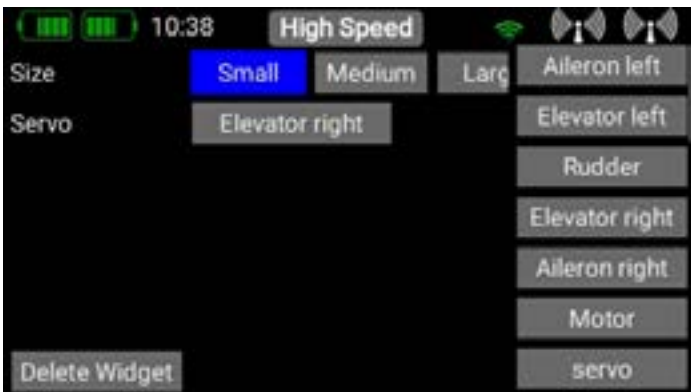 10:38 High Speed
Size Small Medium Larg
Servo Elevator right
Aileron left
Elevator left
Rudder
Elevator right
Aileron right
Motor
servo
Delete Widget